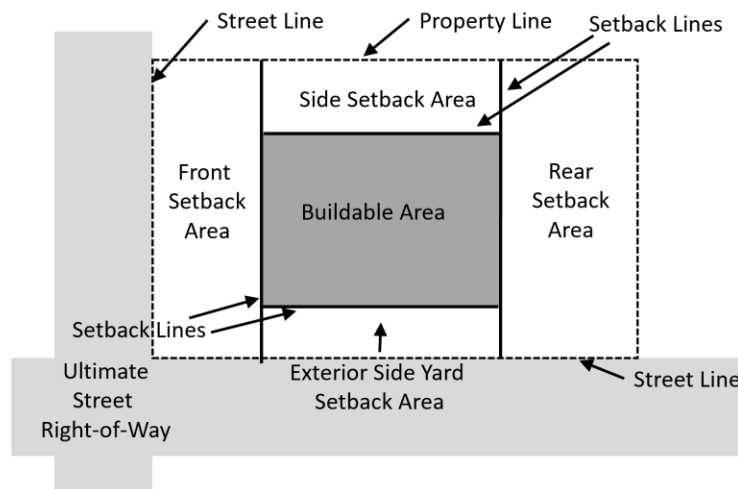 Street Line
Property Line
Setback Lines
Side Setback Area
Front
Setback
Area
Buildable Area
Rear
Setback
Area
Setback Lines
Ultimate
Street
Right-of-Way
Exterior Side Yard
Setback Area
Street Line